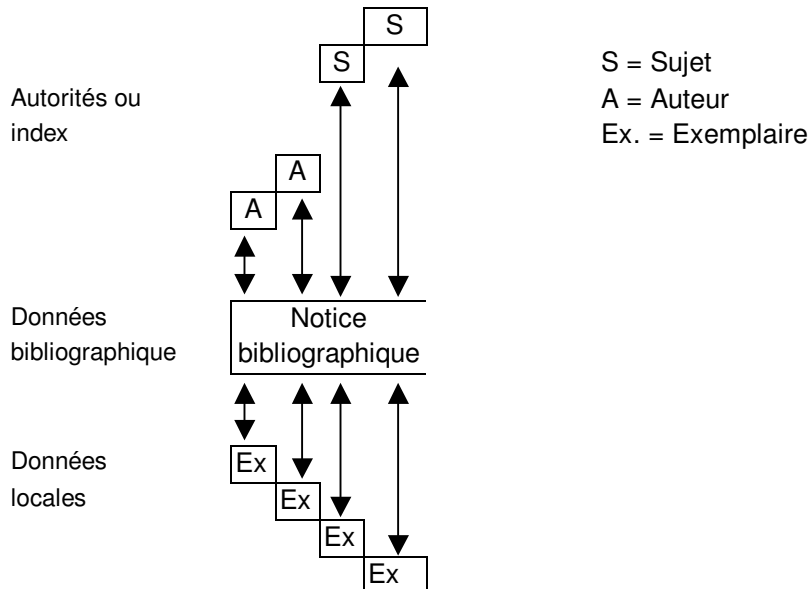 S
S
S = Sujet
A = Auteur
Ex. = Exemplaire
Autorités ou
index
A
A
Données
bibliographique
Notice
bibliographique
Données
locales
Ex
Ex
Ex
Ex